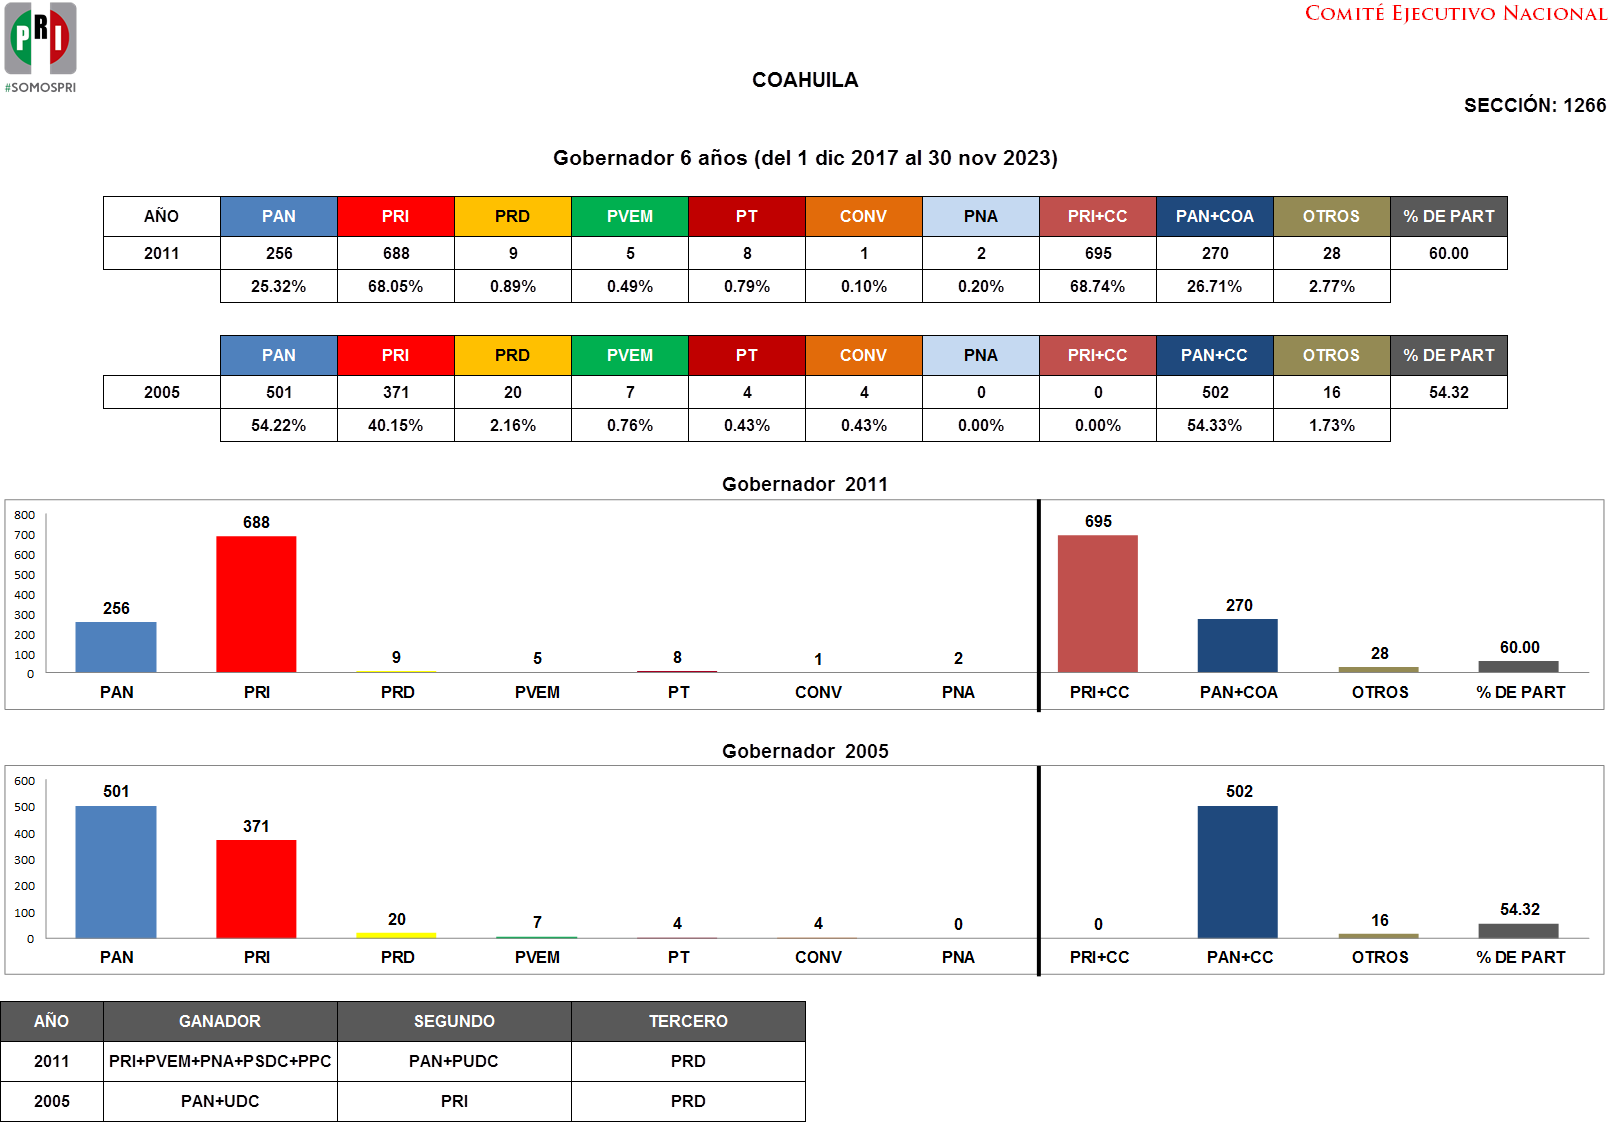 PRI
#SOMOSPRI
COMITÉ EJECUTIVO NACIONAL
COAHUILA
SECCIÓN: 1266
Gobernador 6 años (del 1 dic 2017 al 30 nov 2023)
AÑO PAN PRI PRD PVEM PT CONV PNA PRI+CC PAN+COA OTROS % DE PART
2011 256 688 9 5 8 1 2 695 270 28 60.00
25.32% 68.05% 0.89% 0.49% 0.79% 0.10% 0.20% 68.74% 26.71% 2.77%
PAN PRI PRD PVEM PT CONV PNA PRI+CC PAN+CC OTROS % DE PART
2005 501 371 20 7 4 4 0 0 502 16 54.32
54.22% 40.15% 2.16% 0.76% 0.43% 0.43% 0.00% 0.00% 54.33% 1.73%
Gobernador 2011
800
700
600
500
400
300
200
100
0
256 688 9 5 8 1 2 695 270 28 60.00
PAN PRI PRD PVEM PT CONV PNA PRI+CC PAN+COA OTROS % DE PART
Gobernador 2005
600
500
400
300
200
100
0
501 371 20 7 4 4 0 0 502 16 54.32
PAN PRI PRD PVEM PT CONV PNA PRI+CC PAN+CC OTROS % DE PART
AÑO GANADOR SEGUNDO TERCERO
2011 PRI+PVEM+PNA+PSDC+PPC PAN+PUDC PRD
2005 PAN+UDC PRI PRD